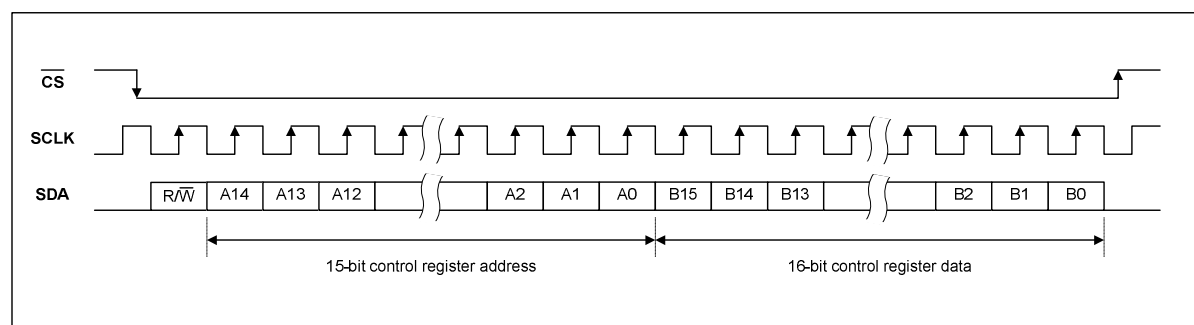 CS
SCLK
SDA R/W A14 A13 A12 A2 A1 A0 B15 B14 B13 B2 B1 B0
15-bit control register address 16-bit control register data